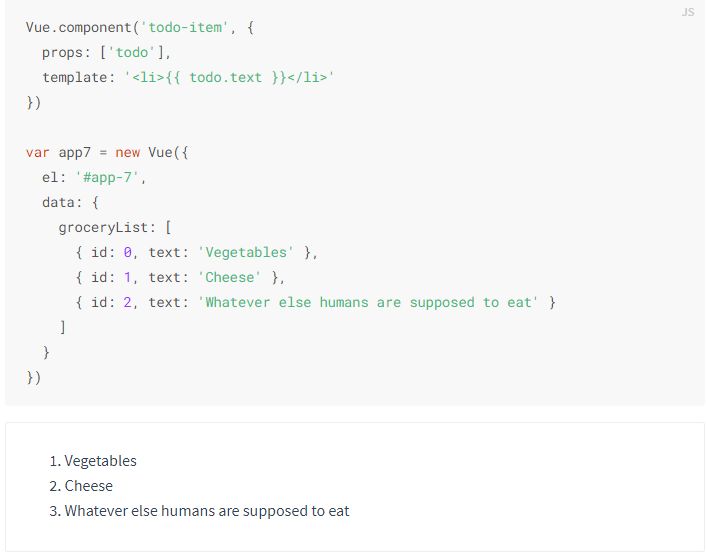 JS
Vue.component('todo-item', {
  props: ['todo'],
  template: '<li>{{ todo.text }}</li>'
})

var app7 = new Vue({
  el: '#app-7',
  data: {
    groceryList: [
      { id: 0, text: 'Vegetables' },
      { id: 1, text: 'Cheese' },
      { id: 2, text: 'Whatever else humans are supposed to eat' }
    ]
  }
})

1. Vegetables
2. Cheese
3. Whatever else humans are supposed to eat